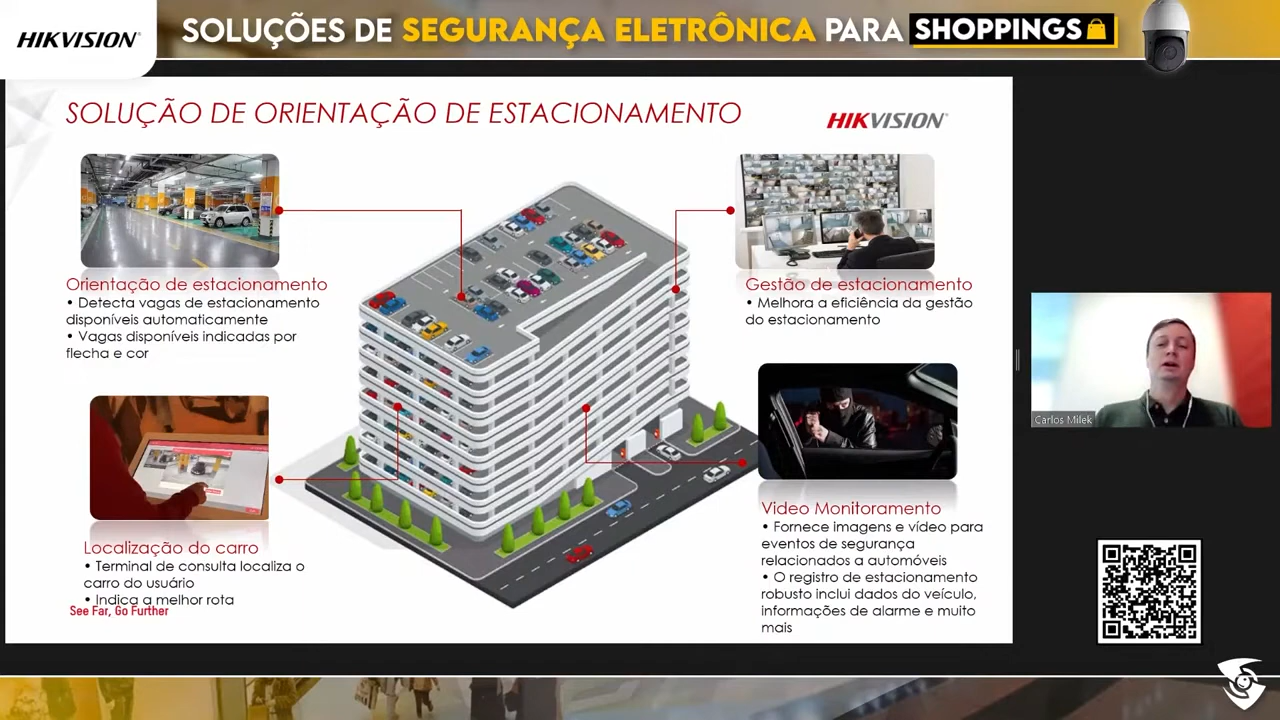 HIKVISION
SOLUÇÕES DE SEGURANÇA ELETRÔNICA PARA SHOPPINGS
SOLUÇÃO DE ORIENTAÇÃO DE ESTACIONAMENTO
HIKVISION
Orientação de estacionamento
• Detecta vagas de estacionamento
disponíveis automaticamente
• Vagas disponíveis indicadas por
flecha e cor
Gestão de estacionamento
• Melhora a eficiência da gestão
do estacionamento
Localização do carro
• Terminal de consulta localiza o
carro do usuário
• Indica a melhor rota
See Far, Go Further
Video Monitoramento
• Fornece imagens e vídeo para
eventos de segurança
relacionados a automóveis
• O registro de estacionamento
robusto inclui dados do veículo,
informações de alarme e muito
mais
Carlos Milek